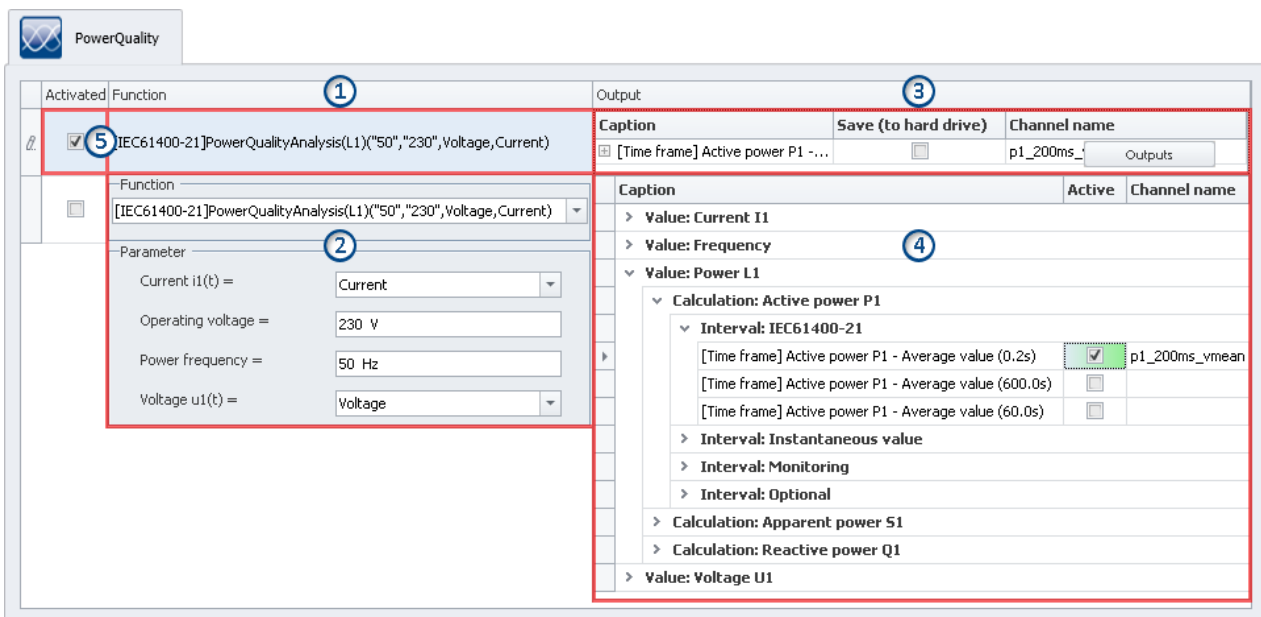 PowerQuality
Activated Function 1 Output 3
5 [IEC61400-21]PowerQualityAnalysis(L1)("50","230",Voltage,Current)
Caption Save (to hard drive) Channel name
[Time frame] Active power P1 -... p1_200ms_ Outputs
Function
[IEC61400-21]PowerQualityAnalysis(L1)("50","230",Voltage,Current)
2
Parameter
Current i1(t) = Current
Operating voltage = 230 V
Power frequency = 50 Hz
Voltage u1(t) = Voltage
Caption Active Channel name
Value: Current I1
Value: Frequency 4
Value: Power L1
Calculation: Active power P1
Interval: IEC61400-21
[Time frame] Active power P1 - Average value (0.2s) p1_200ms_vmean
[Time frame] Active power P1 - Average value (600.0s)
[Time frame] Active power P1 - Average value (60.0s)
Interval: Instantaneous value
Interval: Monitoring
Interval: Optional
Calculation: Apparent power S1
Calculation: Reactive power Q1
Value: Voltage U1